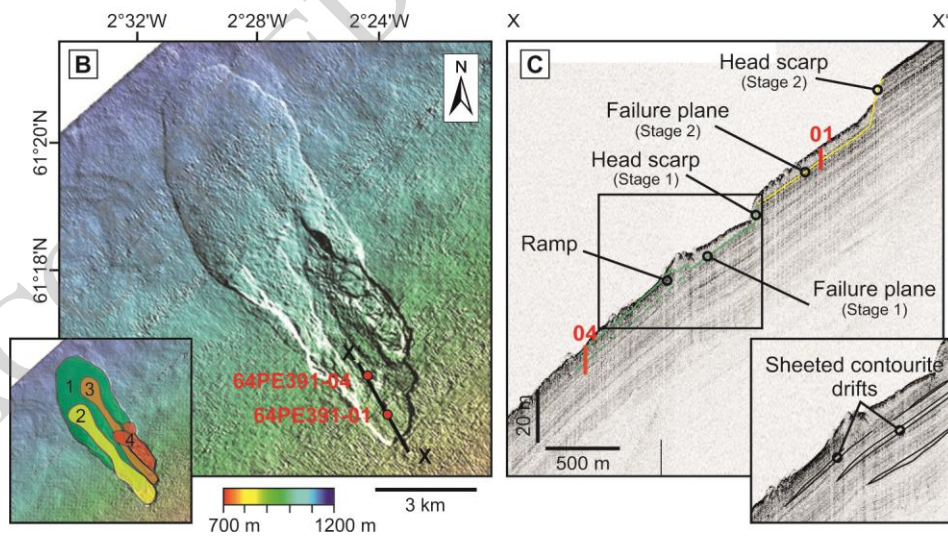 2°32'W
2°28'W
2°24'W
B
N
61°20'N
61°18'N
X
64PE391-04
64PE391-01
X
1
2
3
4
700 m
1200 m
3 km
X
X'
C
Head scarp
(Stage 2)
Failure plane
(Stage 2)
01
Head scarp
(Stage 1)
Ramp
Failure plane
(Stage 1)
04
20 m
500 m
Sheeted contourite
drifts